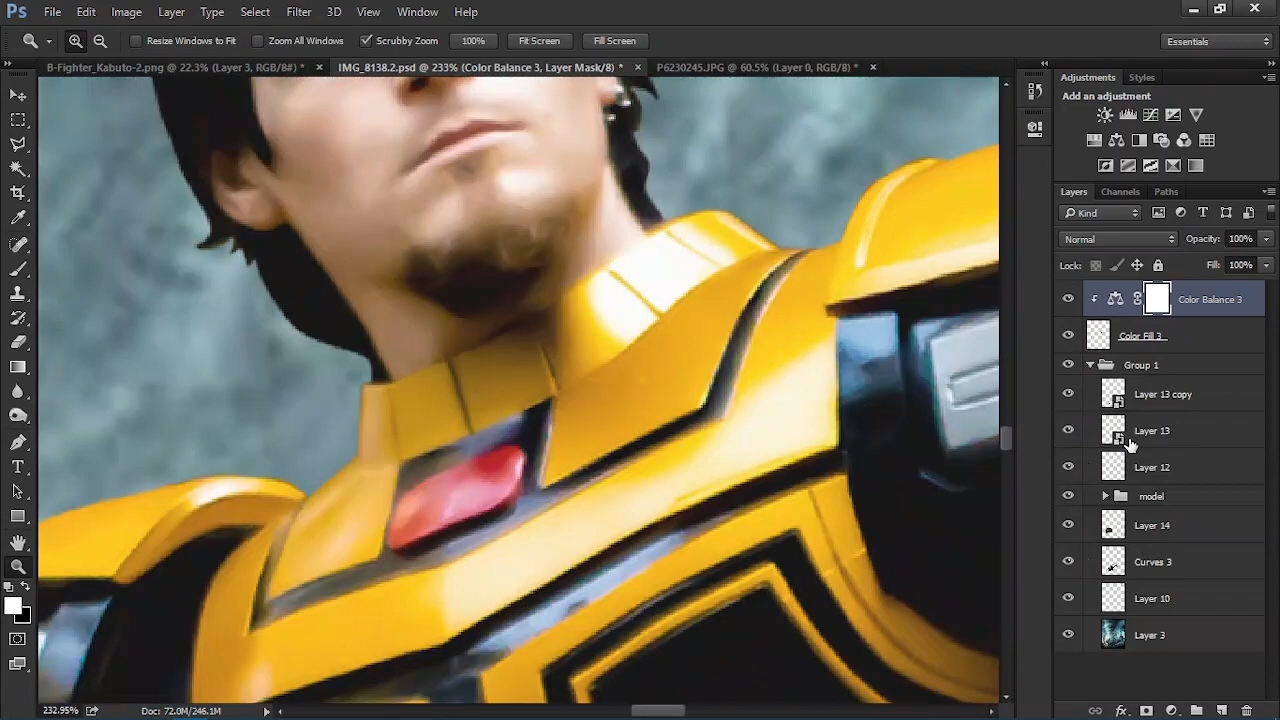 Ps File Edit Image Layer Type Select Filter 3D View Window Help
Resize Windows to Fit Zoom All Windows Scrubby Zoom 100% Fit Screen Fill Screen Essentials
B-Fighter_Kabuto-2.png @ 22.3% (Layer 3, RGB/8#) * IMG_8138.2.psd @ 233% (Color Balance 3, Layer Mask/8) * P6230245.JPG @ 60.5% (Layer 0, RGB/8) *
Adjustments Styles
Add an adjustment
Layers Channels Paths
Kind
Normal Opacity: 100%
Lock: Fill: 100%
Color Balance 3
Color Fill 3
Group 1
Layer 13 copy
Layer 13
Layer 12
model
Layer 14
Curves 3
Layer 10
Layer 3
232.95% Doc: 72.0M/246.1M